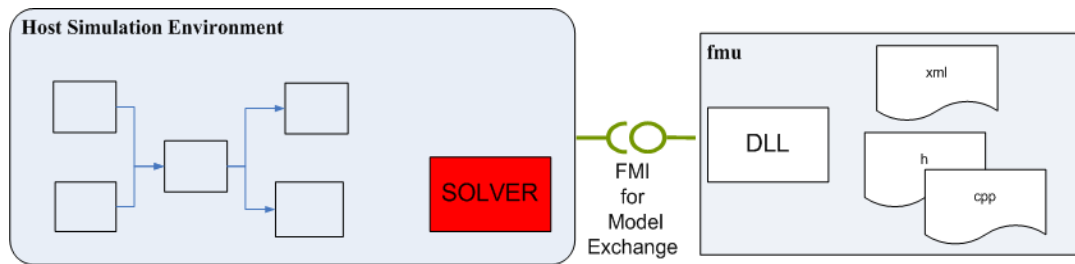 Host Simulation Environment
SOLVER
FMI
for
Model
Exchange
fmu
xml
DLL
h
cpp